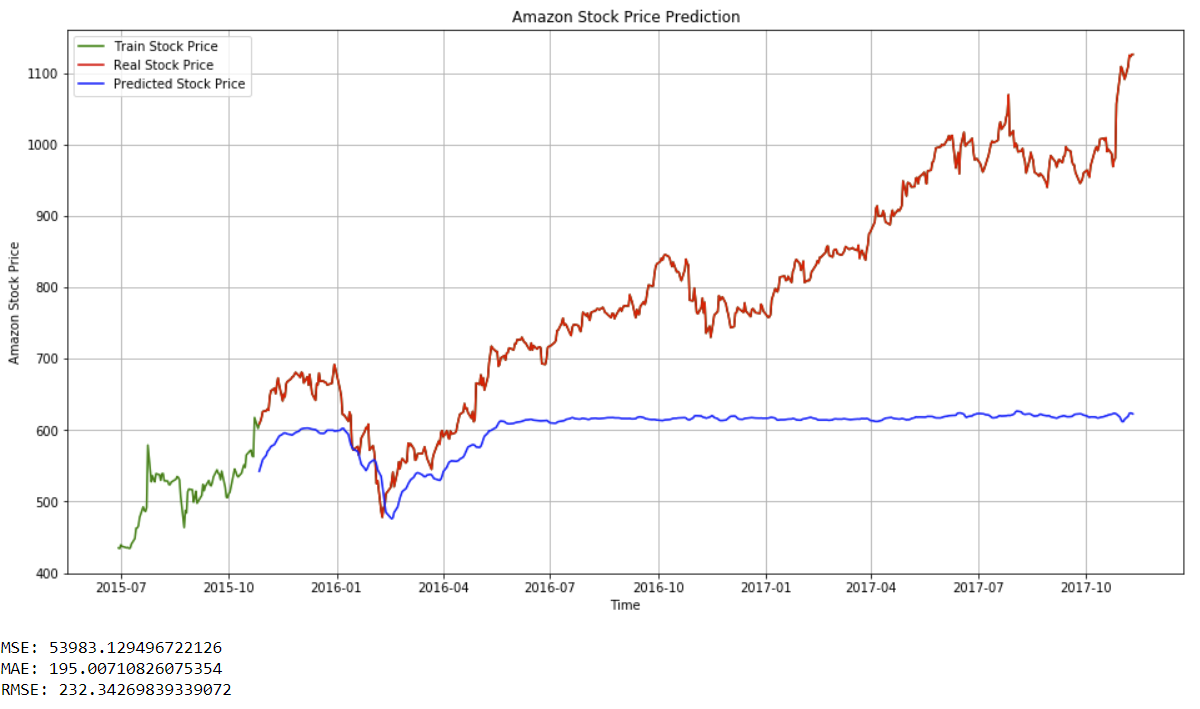 Amazon Stock Price Prediction
Train Stock Price
Real Stock Price
Predicted Stock Price
Amazon Stock Price
1100
1000
900
800
700
600
500
400
2015-07 2015-10 2016-01 2016-04 2016-07 2016-10 2017-01 2017-04 2017-07 2017-10
Time
MSE: 53983.129496722126
MAE: 195.00710826075354
RMSE: 232.34269839339072